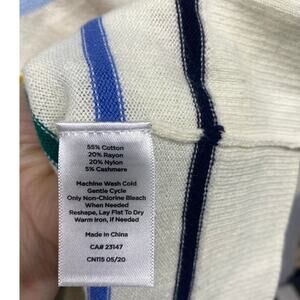 55% Cotton
20% Rayon
20% Nylon
5% Cashmere
Machine Wash Cold
Gentle Cycle
Only Non-Chlorine Bleach
When Needed
Reshape, Lay Flat To Dry
Warm Iron, if Needed
Made in China
CA# 23147
CN115 05/20